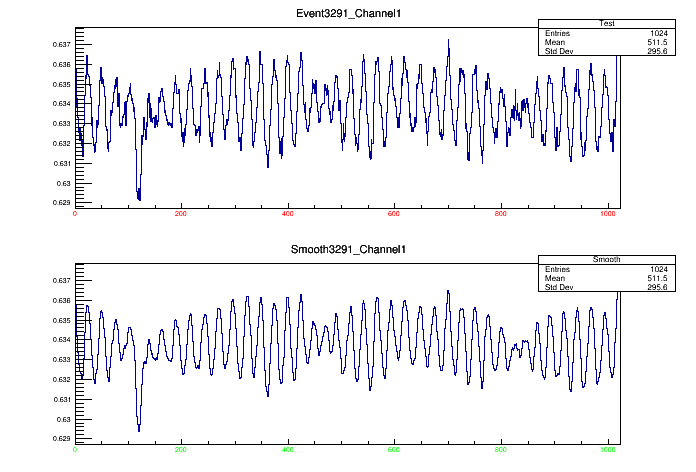 Event3291_Channel1
Test
Entries 1024
Mean 511.5
Std Dev 295.6
0.637
0.636
0.635
0.634
0.633
0.632
0.631
0.63
0.629
0 200 400 600 800 1000
Smooth3291_Channel1
Smooth
Entries 1024
Mean 511.5
Std Dev 295.6
0.637
0.636
0.635
0.634
0.633
0.632
0.631
0.63
0.629
0 200 400 600 800 1000